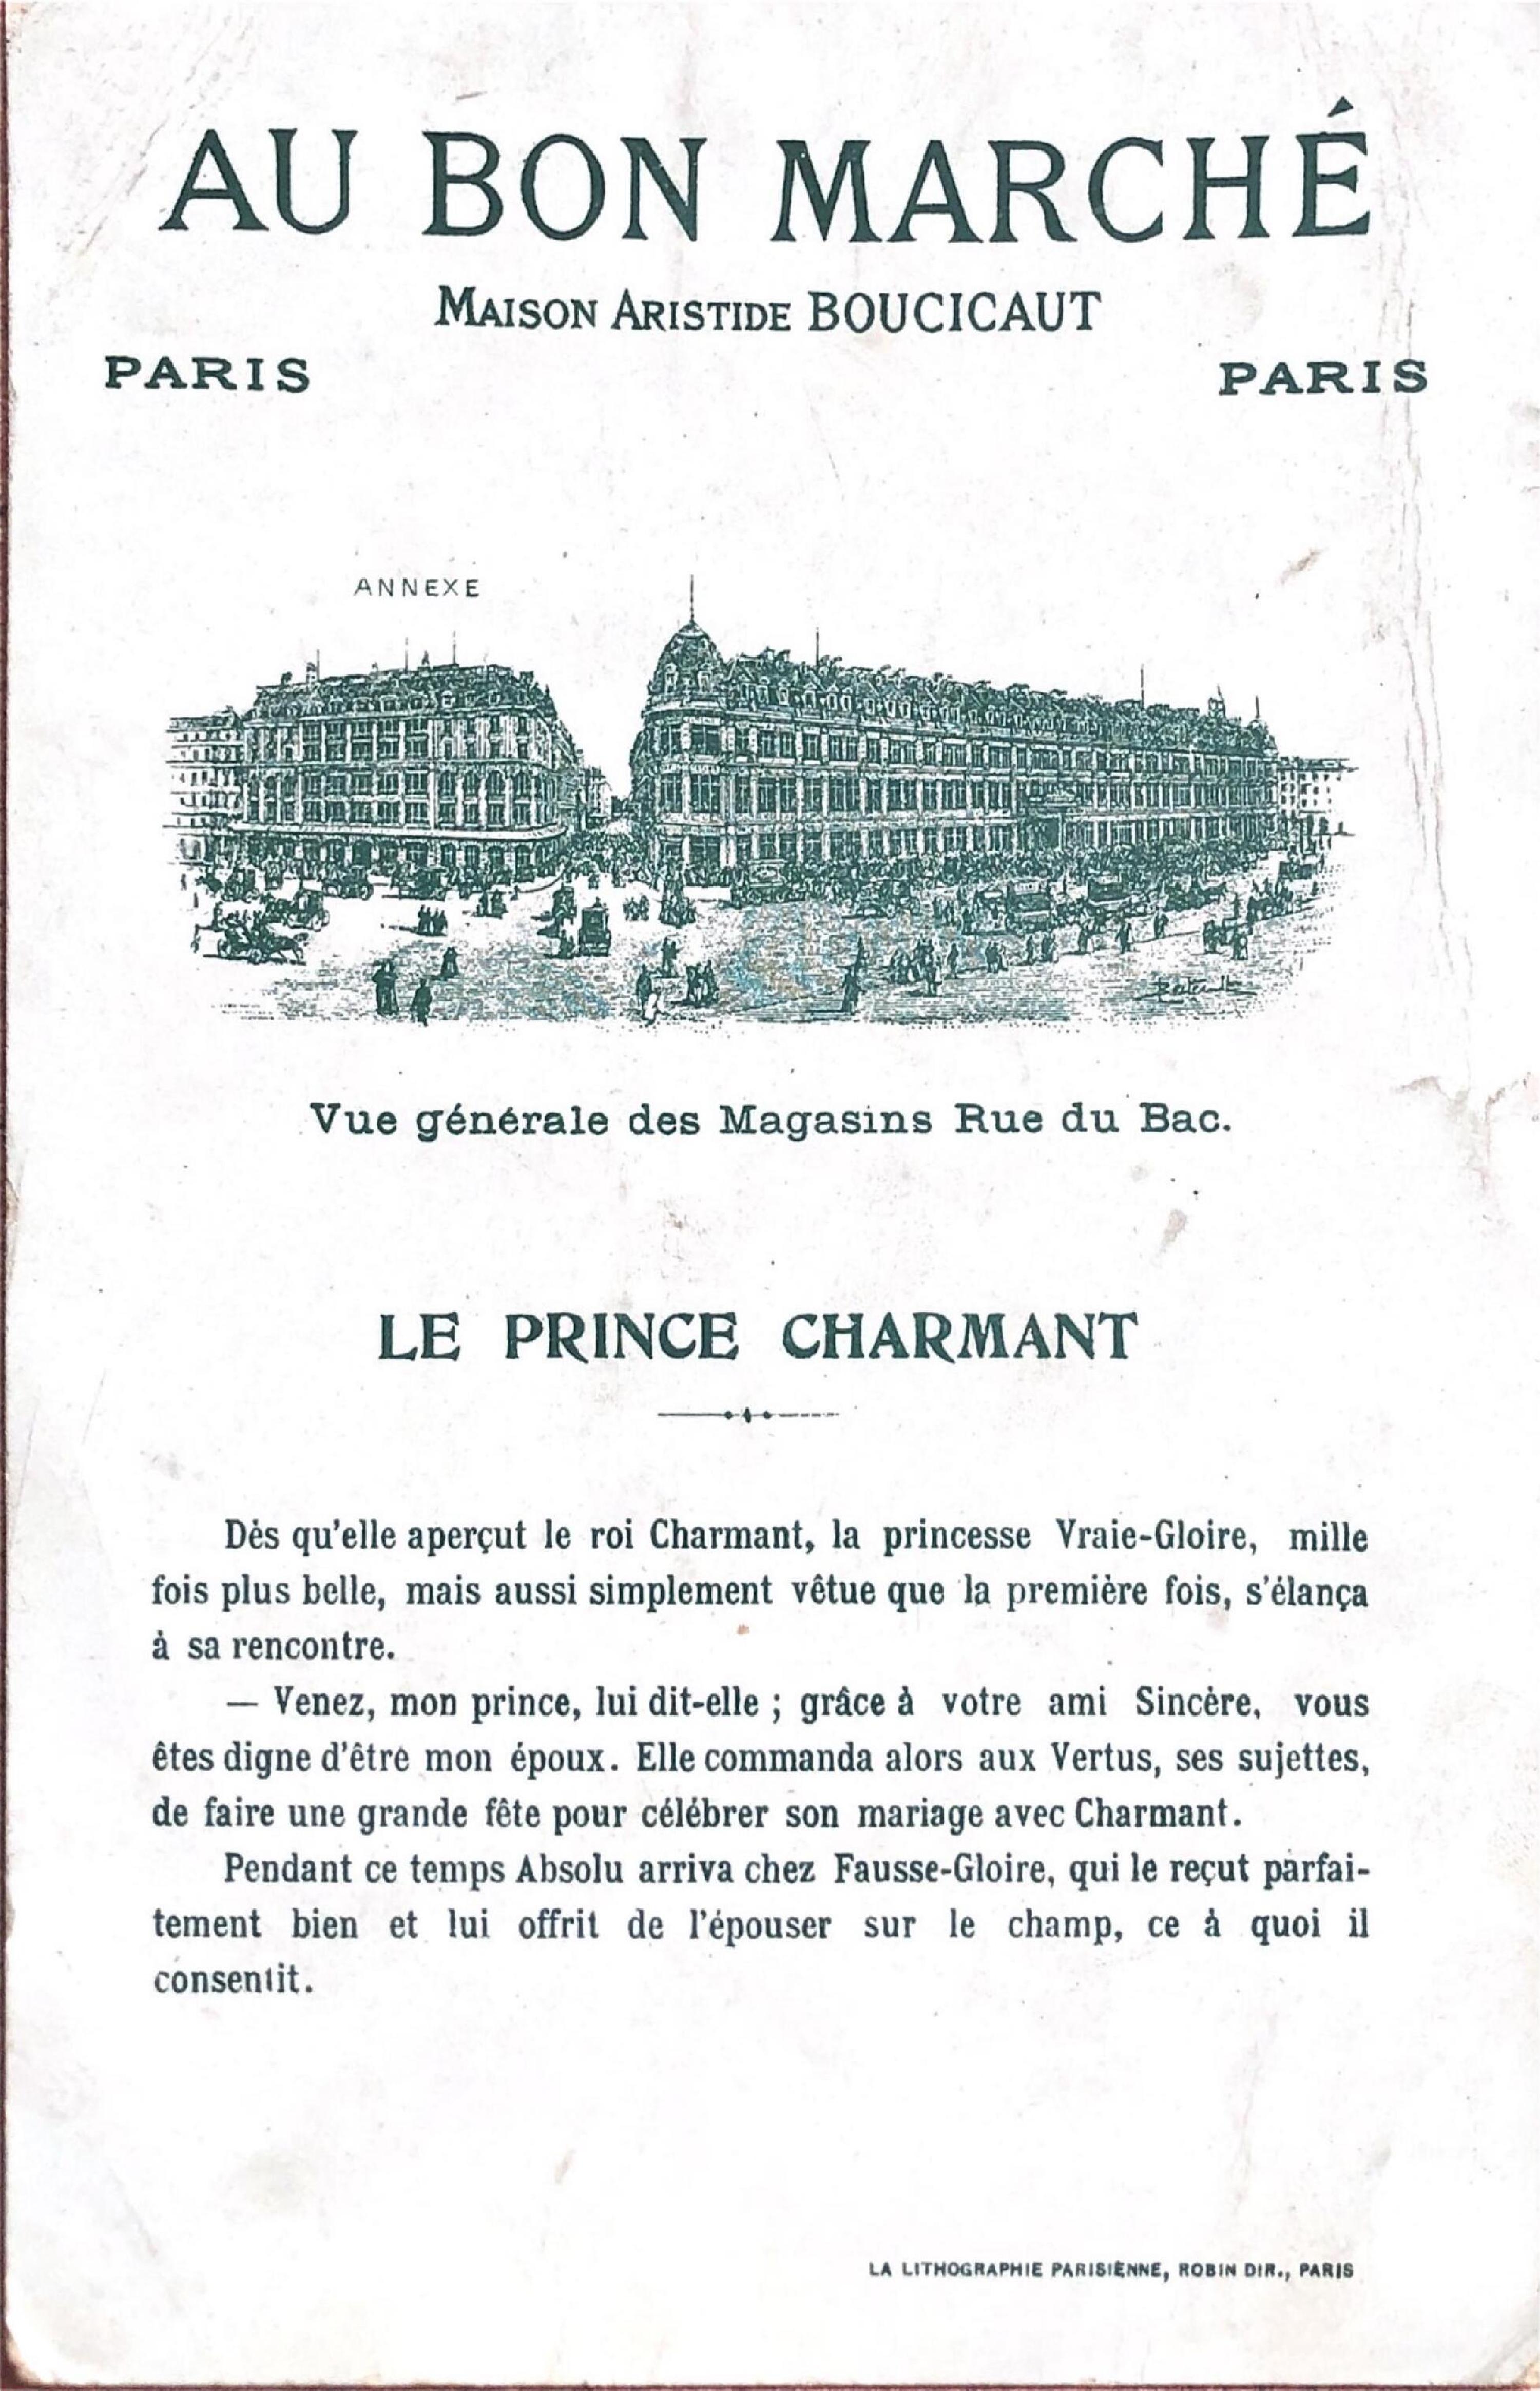 AU BON MARCHÉ
MAISON ARISTIDE BOUCICAUT
PARIS PARIS
ANNEXE
Vue générale des Magasins Rue du Bac.
LE PRINCE CHARMANT
Dès qu'elle aperçut le roi Charmant, la princesse Vraie-Gloire, mille
fois plus belle, mais aussi simplement vêtue que la première fois, s'élança
à sa rencontre.
— Venez, mon prince, lui dit-elle ; grâce à votre ami Sincère, vous
êtes digne d'être mon époux. Elle commanda alors aux Vertus, ses sujettes,
de faire une grande fête pour célébrer son mariage avec Charmant.
Pendant ce temps Absolu arriva chez Fausse-Gloire, qui le reçut parfai-
tement bien et lui offrit de l'épouser sur le champ, ce à quoi il
consentit.
LA LITHOGRAPHIE PARISIENNE, ROBIN DIR., PARIS